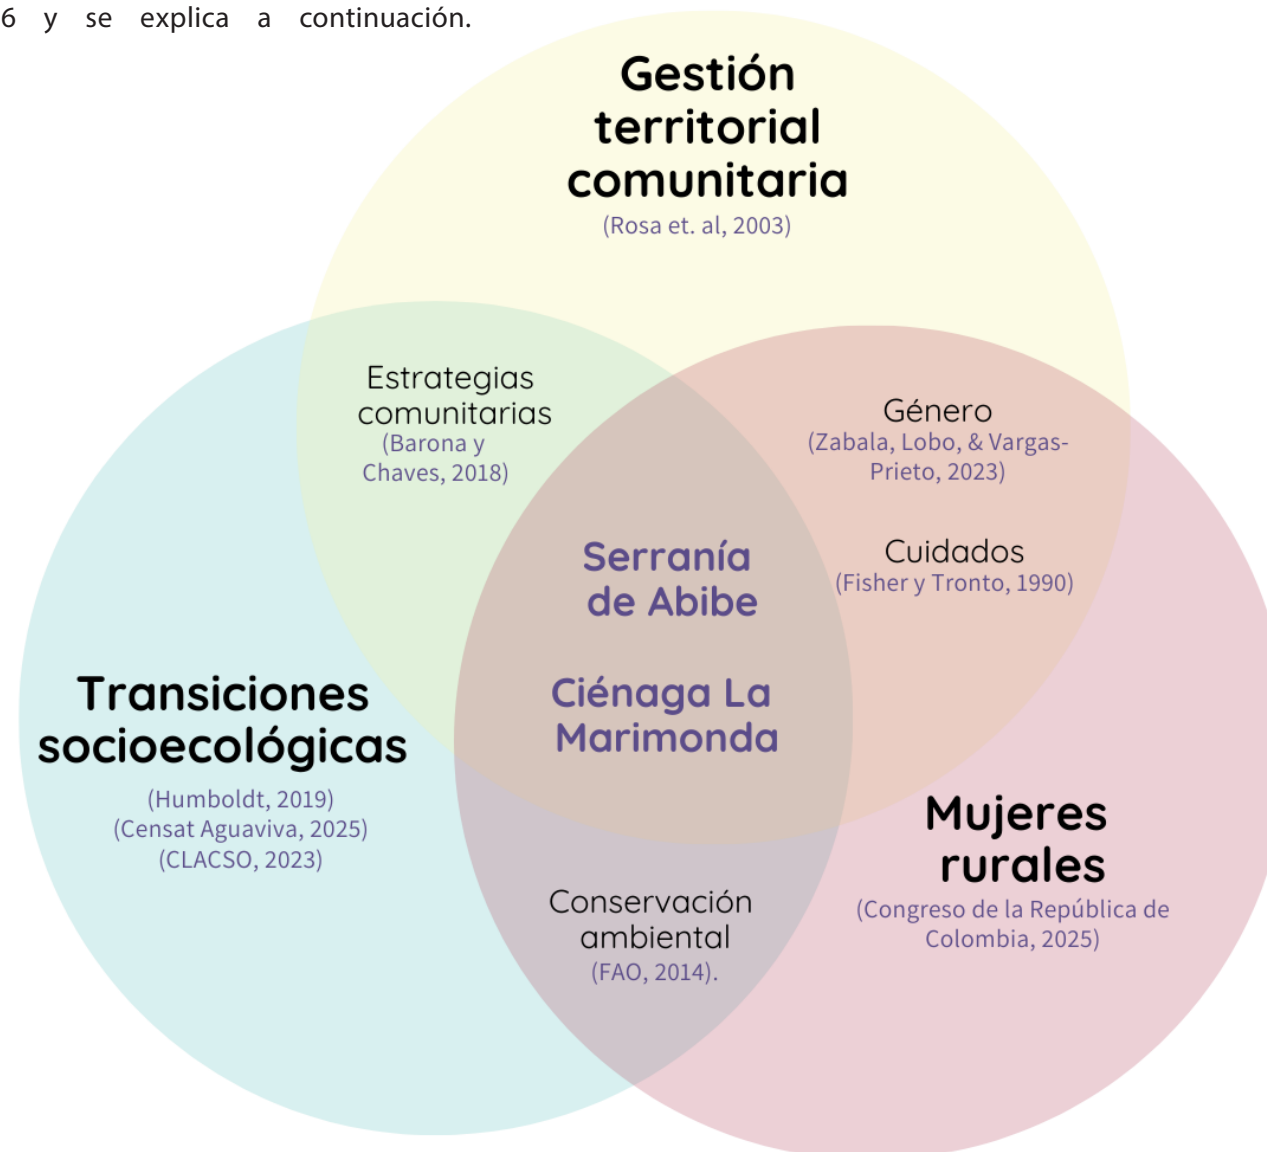 6 y se explica a continuación.
Gestión
territorial
comunitaria
(Rosa et. al, 2003)
Estrategias
comunitarias
(Barona y
Chaves, 2018)
Género
(Zabala, Lobo, & Vargas-
Prieto, 2023)
Cuidados
(Fisher y Tronto, 1990)
Serranía
de Abibe
Ciénaga La
Marimonda
Transiciones
socioecológicas
(Humboldt, 2019)
(Censat Aguaviva, 2025)
(CLACSO, 2023)
Mujeres
rurales
(Congreso de la República de
Colombia, 2025)
Conservación
ambiental
(FAO, 2014).